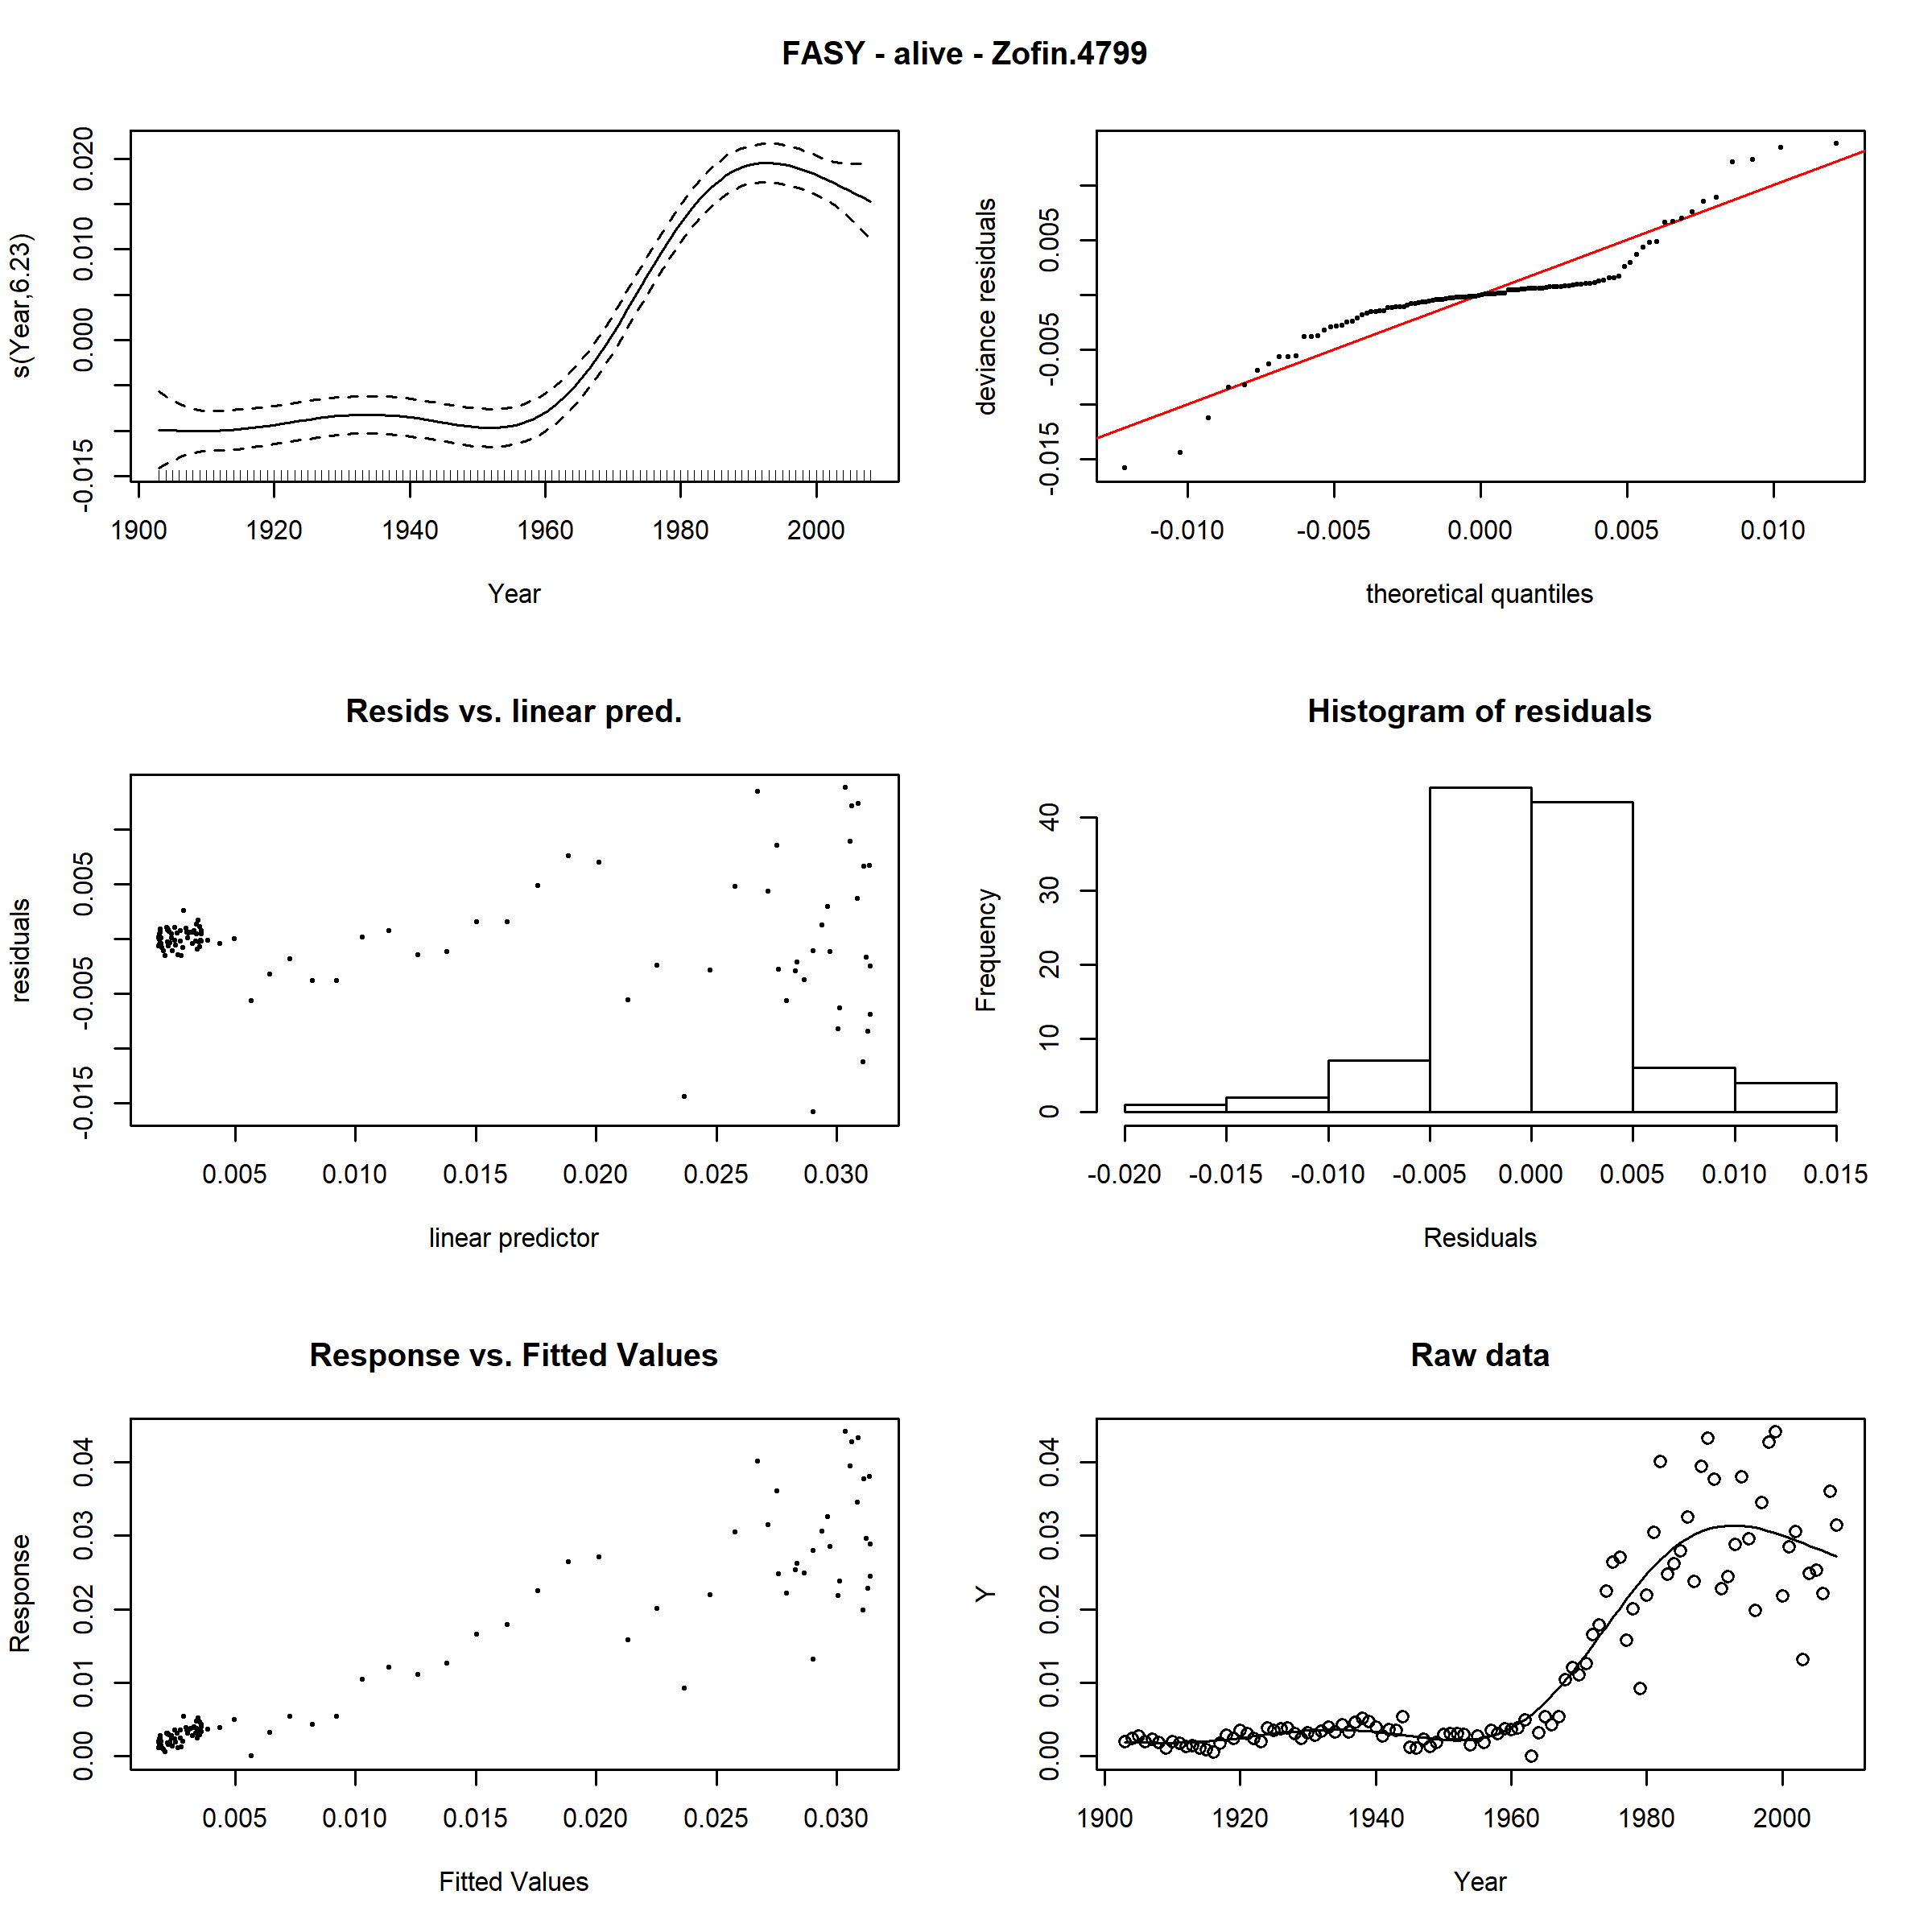 FASY - alive - Zofin.4799
s(Year,6.23)
-0.015 0.000 0.010 0.020
1900 1920 1940 1960 1980 2000
Year
deviance residuals
-0.015 -0.005 0.005
-0.010 -0.005 0.000 0.005 0.010
theoretical quantiles
Resids vs. linear pred.
residuals
-0.015 -0.005 0.005
0.005 0.010 0.015 0.020 0.025 0.030
linear predictor
Histogram of residuals
Frequency
0 10 20 30 40
-0.020 -0.015 -0.010 -0.005 0.000 0.005 0.010 0.015
Residuals
Response vs. Fitted Values
Response
0.00 0.01 0.02 0.03 0.04
0.005 0.010 0.015 0.020 0.025 0.030
Fitted Values
Raw data
Y
0.00 0.01 0.02 0.03 0.04
1900 1920 1940 1960 1980 2000
Year